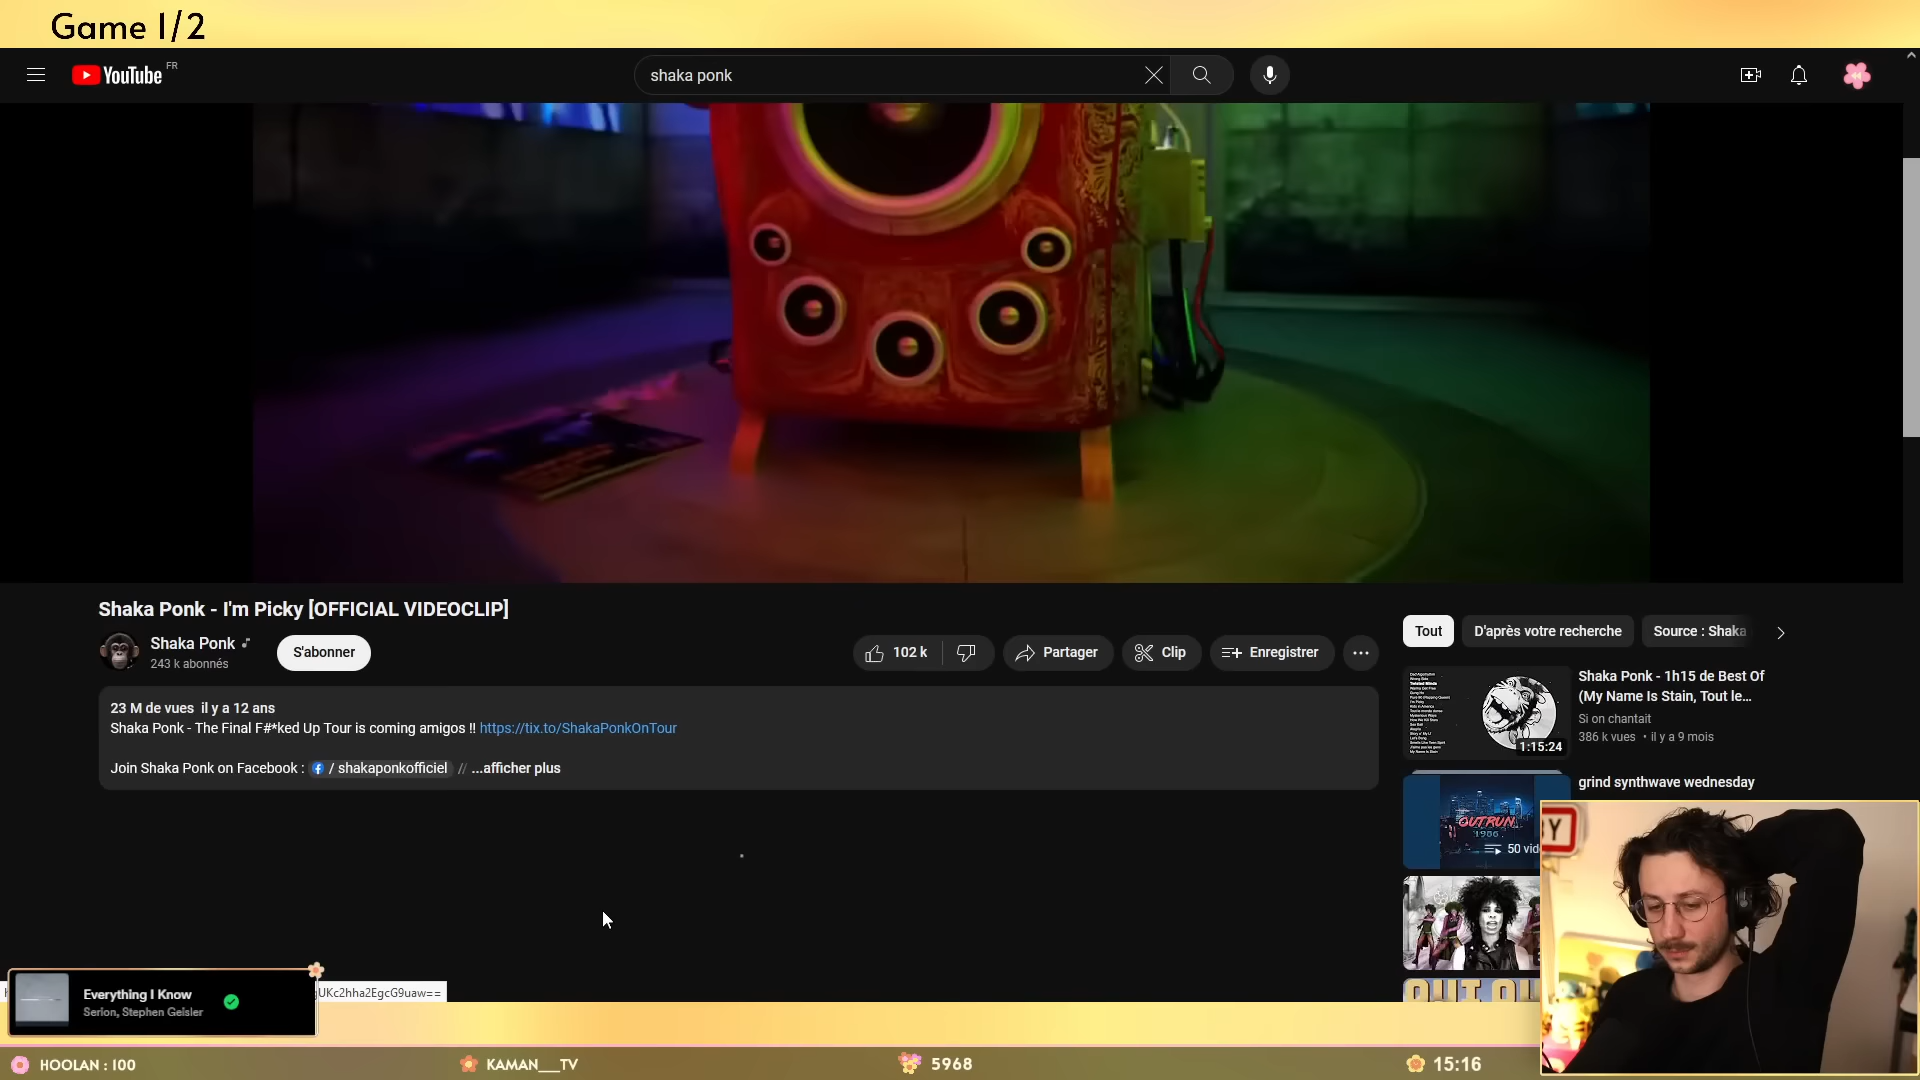 Game 1/2
YouTube FR
shaka ponk
Shaka Ponk - I'm Picky [OFFICIAL VIDEOCLIP]
Shaka Ponk
243 k abonnés
S'abonner
102 k
Partager
Clip
Enregistrer
23 M de vues il y a 12 ans
Shaka Ponk - The Final F#*ked Up Tour is coming amigos !! https://tix.to/ShakaPonkOnTour
Join Shaka Ponk on Facebook : / shakaponkofficiel // ...afficher plus
Tout
D'après votre recherche
Source : Shaka
Shaka Ponk - 1h15 de Best Of
(My Name Is Stain, Tout le...
Si on chantait
386 k vues • il y a 9 mois
1:15:24
grind synthwave wednesday
OUTRUN
1986
50 vid
BY
Everything I Know
Serlon, Stephen Geisler
UKc2hha2EgcG9uaw==
HOOLAN : 100
KAMAN___TV
5968
15:16